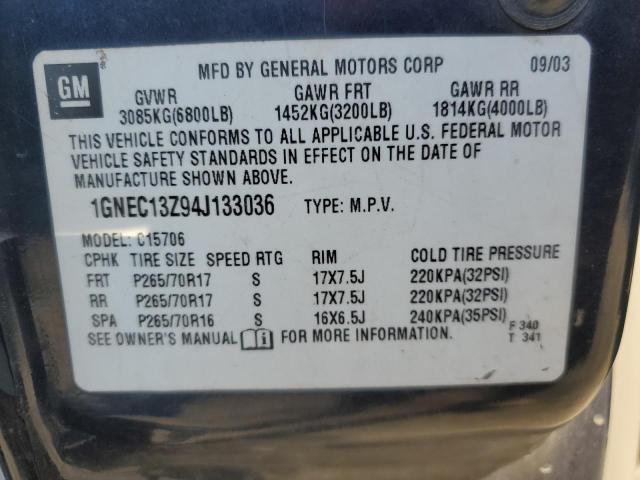 GM
MFD BY GENERAL MOTORS CORP 09/03
GVWR GAWR FRT GAWR RR
3085KG(6800LB) 1452KG(3200LB) 1814KG(4000LB)
THIS VEHICLE CONFORMS TO ALL APPLICABLE U.S. FEDERAL MOTOR
VEHICLE SAFETY STANDARDS IN EFFECT ON THE DATE OF
MANUFACTURE SHOWN ABOVE.
1GNEC13Z94J133036 TYPE: M.P.V.
MODEL: C15706
CPHK TIRE SIZE SPEED RTG RIM COLD TIRE PRESSURE
FRT P265/70R17 S 17X7.5J 220KPA(32PSI)
RR P265/70R17 S 17X7.5J 220KPA(32PSI)
SPA P265/70R16 S 16X6.5J 240KPA(35PSI)
F 340
SEE OWNER'S MANUAL i FOR MORE INFORMATION. T 341